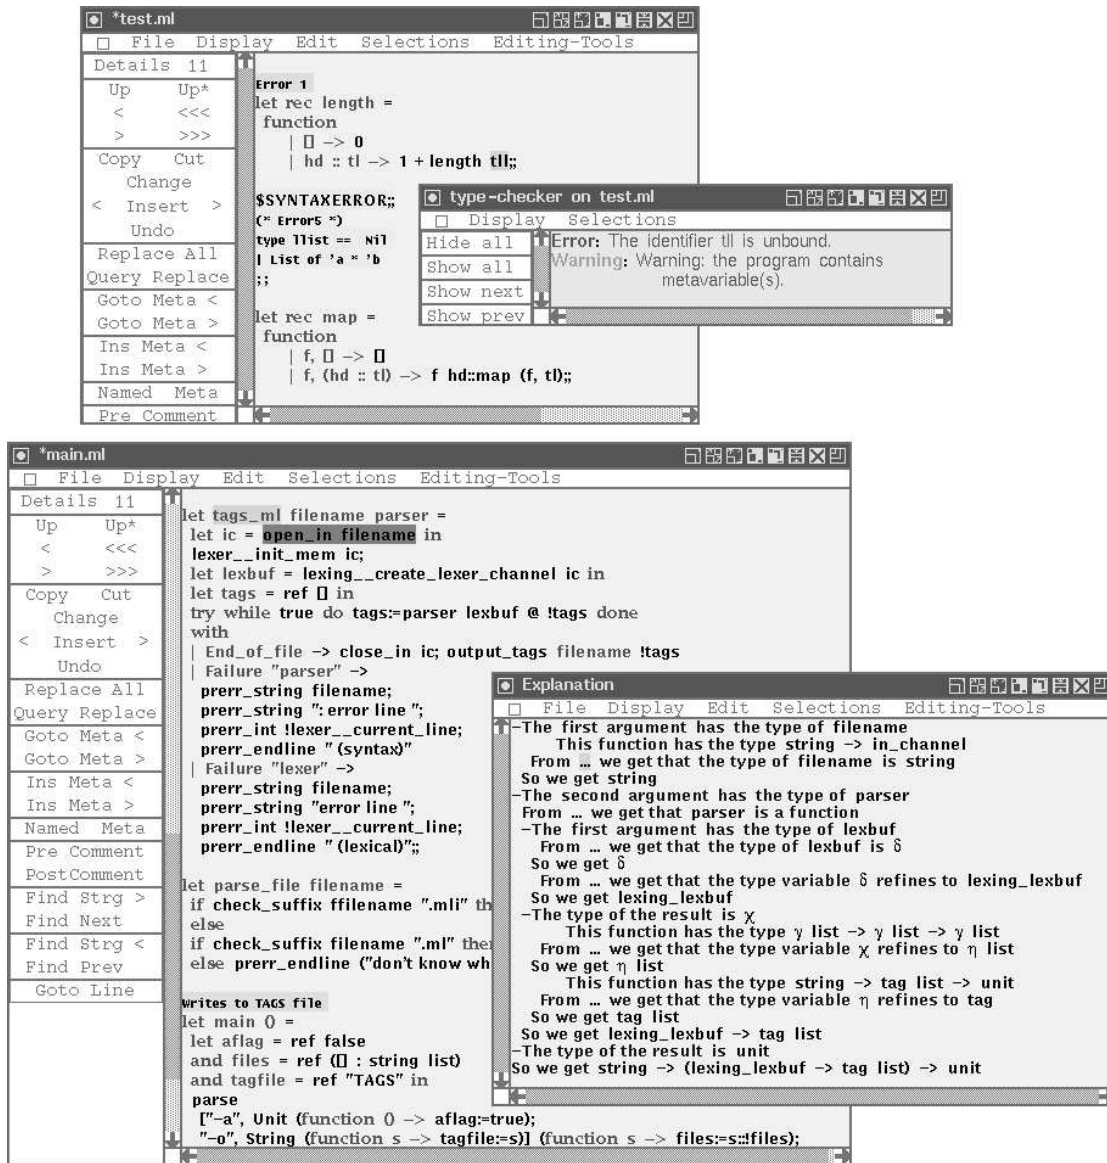 *test.ml
File Display Edit Selections Editing-Tools
Details 11
Up Up*
< <<<
> >>>
Copy Cut
Change
< Insert >
Undo
Replace All
Query Replace
Goto Meta <
Goto Meta >
Ins Meta <
Ins Meta >
Named Meta
Pre Comment
Error 1
let rec length =
function
| [] -> 0
| hd :: tl -> 1 + length tll;;
$SYNTAXERROR;;
(* Error5 *)
type llist == Nil
| List of 'a * 'b
;;
let rec map =
function
| f, [] -> []
| f, (hd :: tl) -> f hd::map (f, tl);;
type-checker on test.ml
Display Selections
Hide all
Show all
Show next
Show prev
Error: The identifier tll is unbound.
Warning: Warning: the program contains
metavariable(s).
*main.ml
File Display Edit Selections Editing-Tools
Details 11
Up Up*
< <<<
> >>>
Copy Cut
Change
< Insert >
Undo
Replace All
Query Replace
Goto Meta <
Goto Meta >
Ins Meta <
Ins Meta >
Named Meta
Pre Comment
PostComment
Find Strg >
Find Next
Find Strg <
Find Prev
Goto Line
let tags_ml filename parser =
let ic = open_in filename in
lexer__init_mem ic;
let lexbuf = lexing__create_lexer_channel ic in
let tags = ref [] in
try while true do tags:=parser lexbuf @ !tags done
with
| End_of_file -> close_in ic; output_tags filename !tags
| Failure "parser" ->
prerr_string filename;
prerr_string ": error line ";
prerr_int !lexer__current_line;
prerr_endline " (syntax)"
| Failure "lexer" ->
prerr_string filename;
prerr_string "error line ";
prerr_int !lexer__current_line;
prerr_endline " (lexical)";;
let parse_file filename =
if check_suffix ffilename ".mli" th
else
if check_suffix filename ".ml" then
else prerr_endline ("don't know wh
Writes to TAGS file
let main () =
let aflag = ref false
and files = ref ([] : string list)
and tagfile = ref "TAGS" in
parse
["-a", Unit (function () -> aflag:=true);
"-o", String (function s -> tagfile:=s)] (function s -> files:=s::!files);
Explanation
File Display Edit Selections Editing-Tools
-The first argument has the type of filename
This function has the type string -> in_channel
From ... we get that the type of filename is string
So we get string
-The second argument has the type of parser
From ... we get that parser is a function
-The first argument has the type of lexbuf
From ... we get that the type of lexbuf is δ
So we get δ
From ... we get that the type variable δ refines to lexing_lexbuf
So we get lexing_lexbuf
-The type of the result is χ
This function has the type γ list -> γ list -> γ list
From ... we get that the type variable χ refines to η list
So we get η list
This function has the type string -> tag list -> unit
From ... we get that the type variable η refines to tag
So we get tag list
So we get lexing_lexbuf -> tag list
-The type of the result is unit
So we get string -> (lexing_lexbuf -> tag list) -> unit